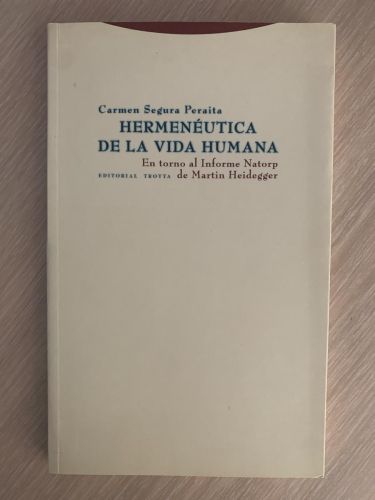 Carmen Segura Peraita
HERMENÉUTICA
DE LA VIDA HUMANA
En torno al Informe Natorp
EDITORIAL TROTTA de Martin Heidegger